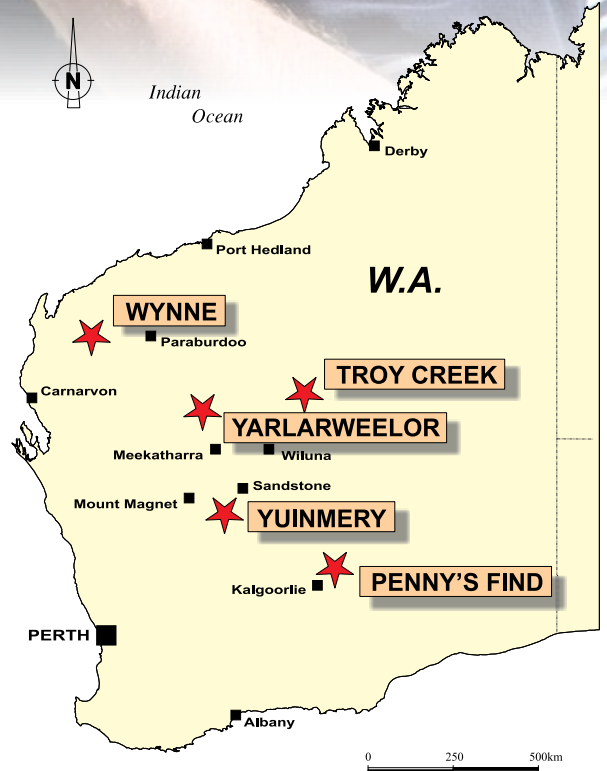 N
Indian
Ocean
Derby
Port Hedland
W.A.
WYNNE
Paraburdoo
TROY CREEK
Carnarvon
YARLARWEELOR
Meekatharra
Wiluna
Sandstone
Mount Magnet
YUINMERY
PENNY'S FIND
Kalgoorlie
PERTH
Albany
0 250 500km